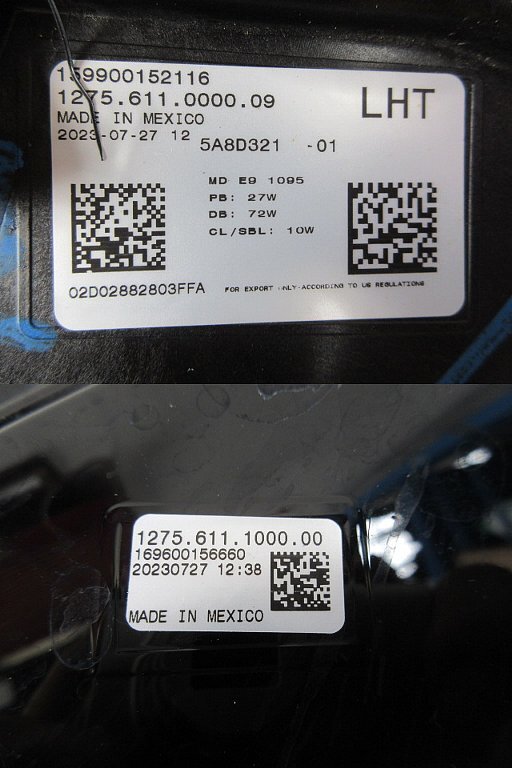 159900152116
1275.611.0000.09
LHT
MADE IN MEXICO
2023-07-27 12
5A8D321 -01
MD E9 1095
PB: 27W
DB: 72W
CL/SBL: 10W
02D02882803FFA
FOR EXPORT ONLY-ACCORDING TO US REGULATIONS
1275.611.1000.00
169600156660
20230727 12:38
MADE IN MEXICO